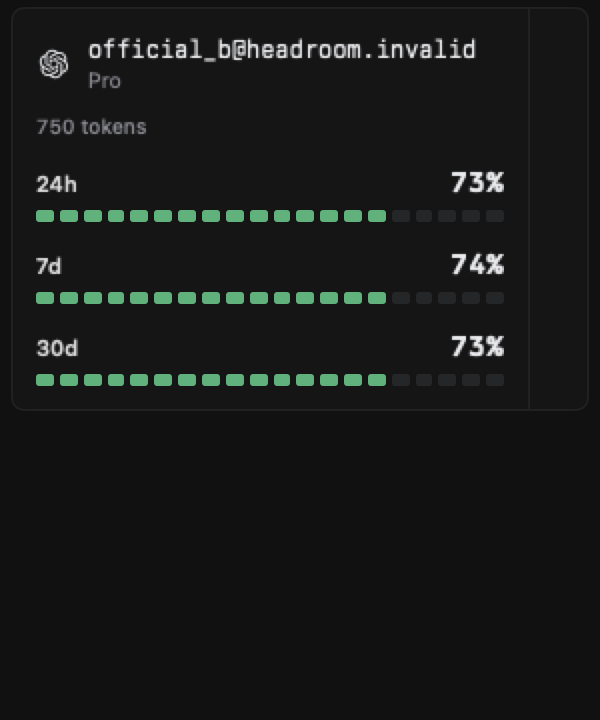 official_b@headroom.invalid
Pro
750 tokens
24h 73%
7d 74%
30d 73%